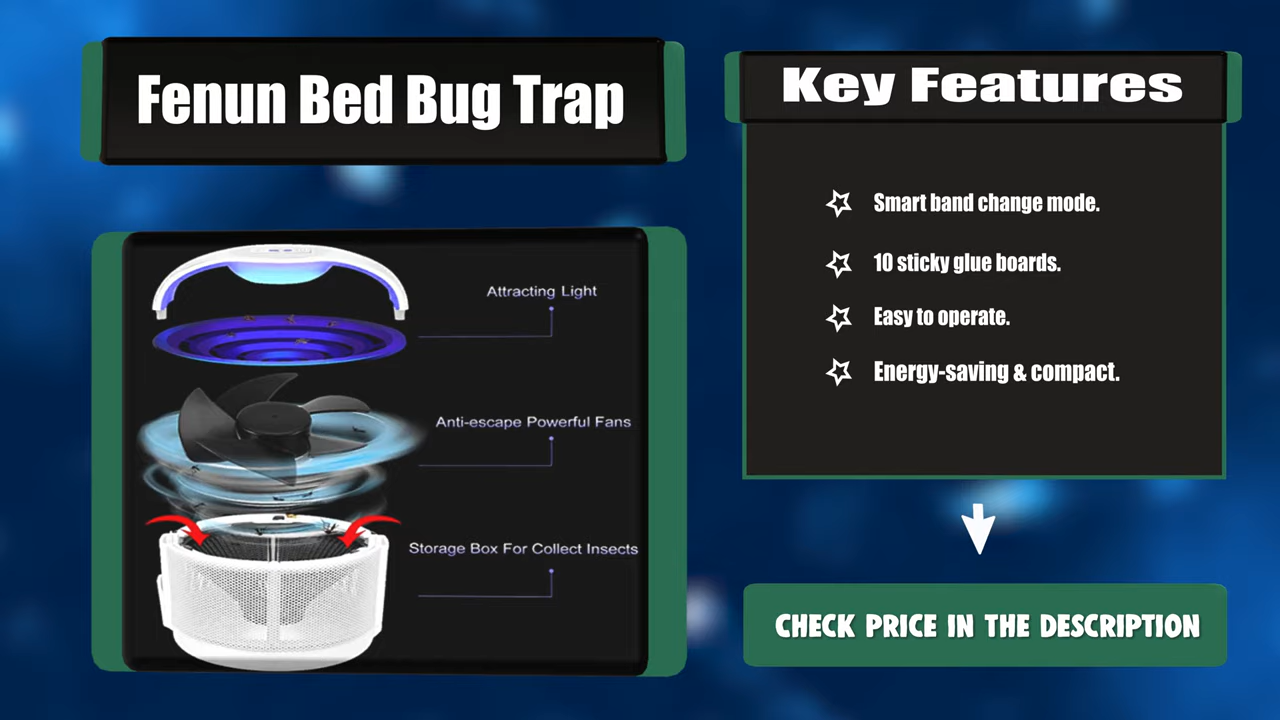 Fenun Bed Bug Trap
Attracting Light
Anti-escape Powerful Fans
Storage Box For Collect Insects
Key Features
Smart band change mode.
10 sticky glue boards.
Easy to operate.
Energy-saving & compact.
CHECK PRICE IN THE DESCRIPTION